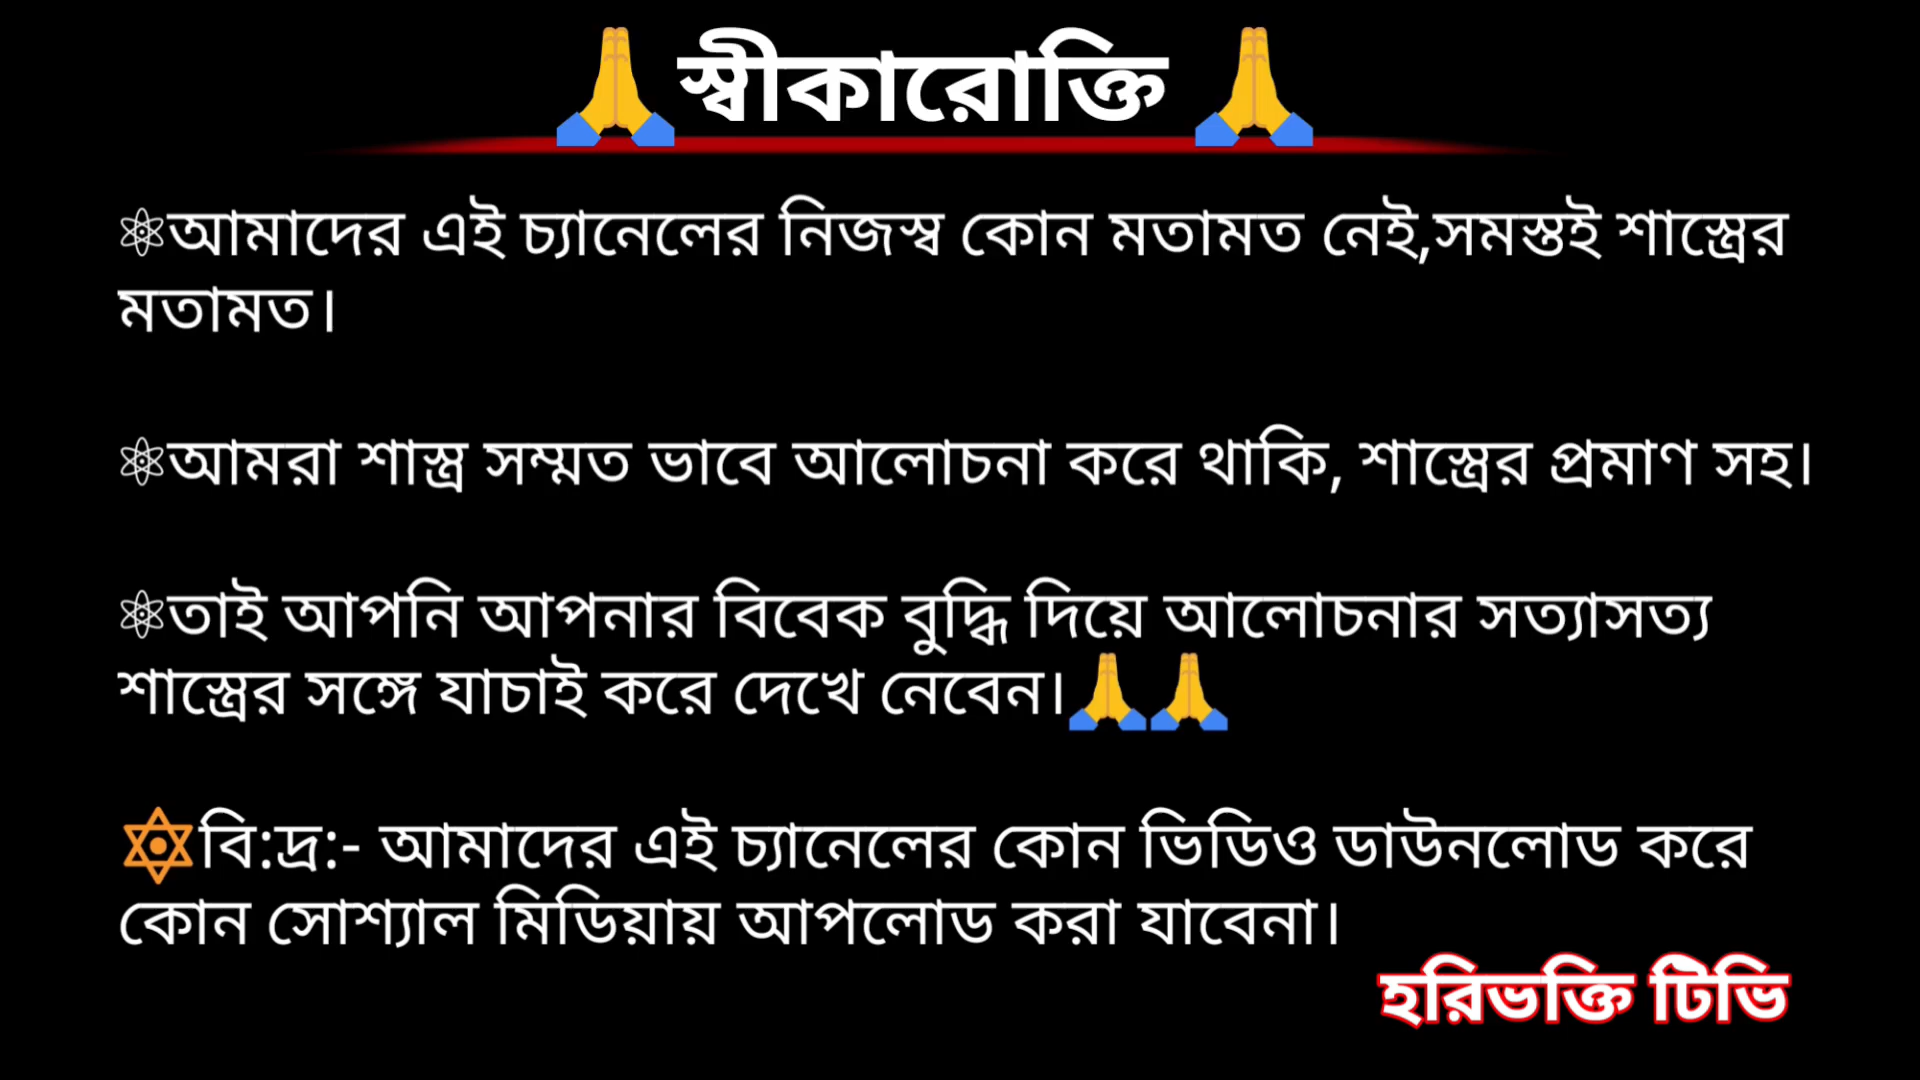 🙏স্বীকারোক্তি 🙏
⚛আমাদের এই চ্যানেলের নিজস্ব কোন মতামত নেই,সমস্তই শাস্ত্রের
মতামত।
⚛আমরা শাস্ত্র সম্মত ভাবে আলোচনা করে থাকি, শাস্ত্রের প্রমাণ সহ।
⚛তাই আপনি আপনার বিবেক বুদ্ধি দিয়ে আলোচনার সত্যাসত্য
শাস্ত্রের সঙ্গে যাচাই করে দেখে নেবেন।🙏🙏
🔯বি:দ্র:- আমাদের এই চ্যানেলের কোন ভিডিও ডাউনলোড করে
কোন সোশ্যাল মিডিয়ায় আপলোড করা যাবেনা।
হরিভক্তি টিভি